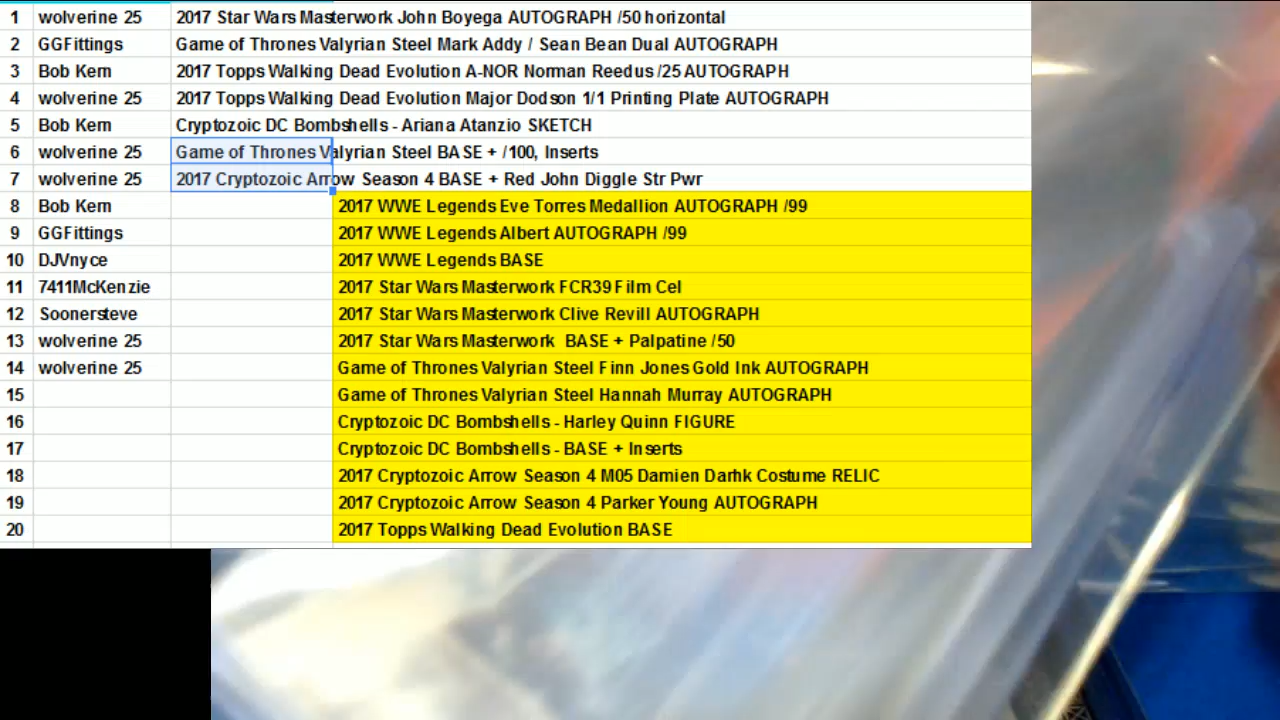 1 wolverine 25 2017 Star Wars Masterwork John Boyega AUTOGRAPH /50 horizontal
2 GGFittings Game of Thrones Valyrian Steel Mark Addy / Sean Bean Dual AUTOGRAPH
3 Bob Kern 2017 Topps Walking Dead Evolution A-NOR Norman Reedus /25 AUTOGRAPH
4 wolverine 25 2017 Topps Walking Dead Evolution Major Dodson 1/1 Printing Plate AUTOGRAPH
5 Bob Kern Cryptozoic DC Bombshells - Ariana Atanzio SKETCH
6 wolverine 25 Game of Thrones Valyrian Steel BASE + /100, Inserts
7 wolverine 25 2017 Cryptozoic Arrow Season 4 BASE + Red John Diggle Str Pwr
8 Bob Kern 2017 WWE Legends Eve Torres Medallion AUTOGRAPH /99
9 GGFittings 2017 WWE Legends Albert AUTOGRAPH /99
10 DJVnyce 2017 WWE Legends BASE
11 7411McKenzie 2017 Star Wars Masterwork FCR39 Film Cel
12 Soonersteve 2017 Star Wars Masterwork Clive Revill AUTOGRAPH
13 wolverine 25 2017 Star Wars Masterwork BASE + Palpatine /50
14 wolverine 25 Game of Thrones Valyrian Steel Finn Jones Gold Ink AUTOGRAPH
15 Game of Thrones Valyrian Steel Hannah Murray AUTOGRAPH
16 Cryptozoic DC Bombshells - Harley Quinn FIGURE
17 Cryptozoic DC Bombshells - BASE + Inserts
18 2017 Cryptozoic Arrow Season 4 M05 Damien Darhk Costume RELIC
19 2017 Cryptozoic Arrow Season 4 Parker Young AUTOGRAPH
20 2017 Topps Walking Dead Evolution BASE